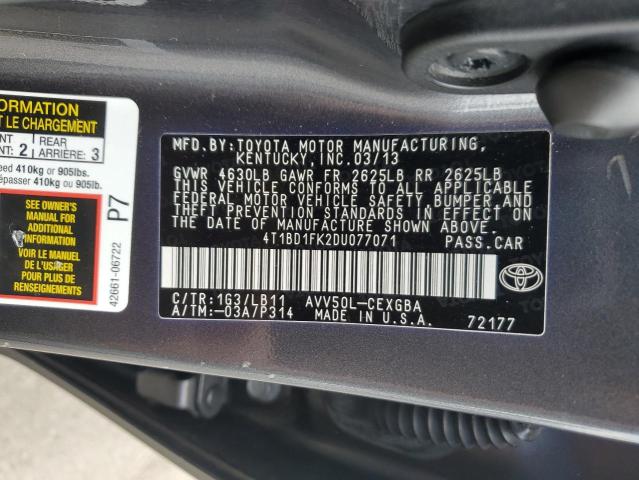 ORMATION
T LE CHARGEMENT
NT 2 REAR ARRIÈRE: 3
eed 410kg or 905lbs.
épasser 410 kg ou 905lb.
SEE OWNER'S
MANUAL FOR
ADDITIONAL
INFORMATION
VOIR LE MANUEL
DE L'USAGER
POUR PLUS DE
RENSEIGNEMENTS
P7
42661-06722
MFD.BY:TOYOTA MOTOR MANUFACTURING,
KENTUCKY,INC.03/13
GVWR 4630LB GAWR FR 2625LB RR 2625LB
THIS VEHICLE CONFORMS TO ALL APPLICABLE
FEDERAL MOTOR VEHICLE SAFETY, BUMPER,
AND THEFT PREVENTION STANDARDS IN EFFECT ON
THE DATE OF MANUFACTURE SHOWN ABOVE.
4T1BD1FK2DU077071 PASS.CAR
C/TR:1G3/LB11 AVV50L-CEXGBA
A/TM:-03A7P314 MADE IN U.S.A. 72177
TOYOTA